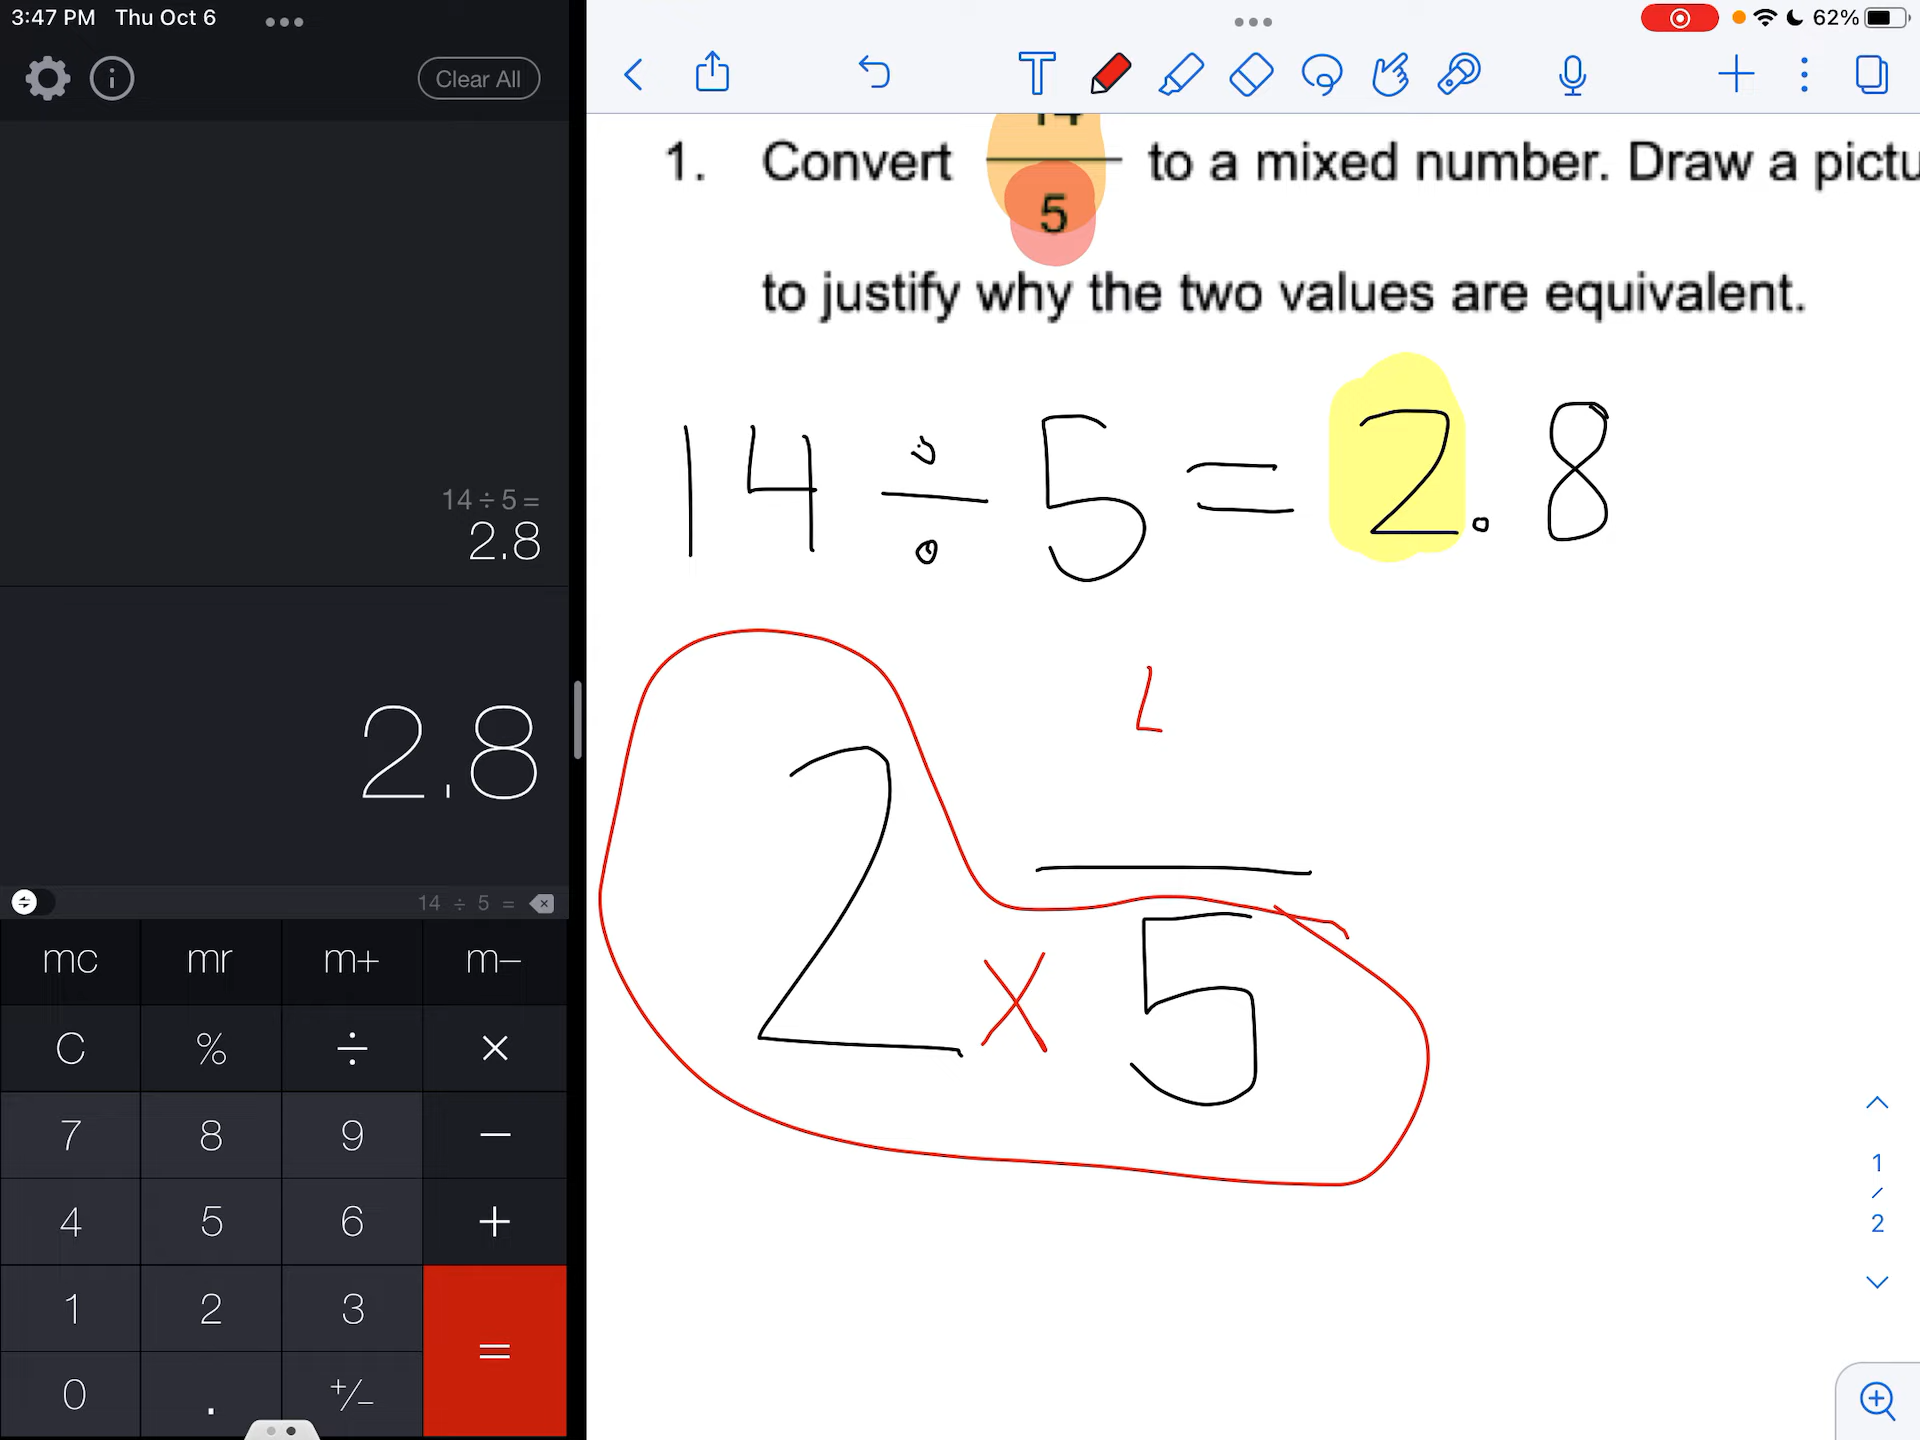 3:47 PM Thu Oct 6
62%
Clear All
14 ÷ 5 =
2.8
2.8
14 ÷ 5 =
mc mr m+ m−
C % ÷ ×
7 8 9 −
4 5 6 +
1 2 3 =
0 . +/−
14
1. Convert — to a mixed number. Draw a pictu
5
to justify why the two values are equivalent.
14 ÷ 5 = 2.8
2 × 5
1
/
2